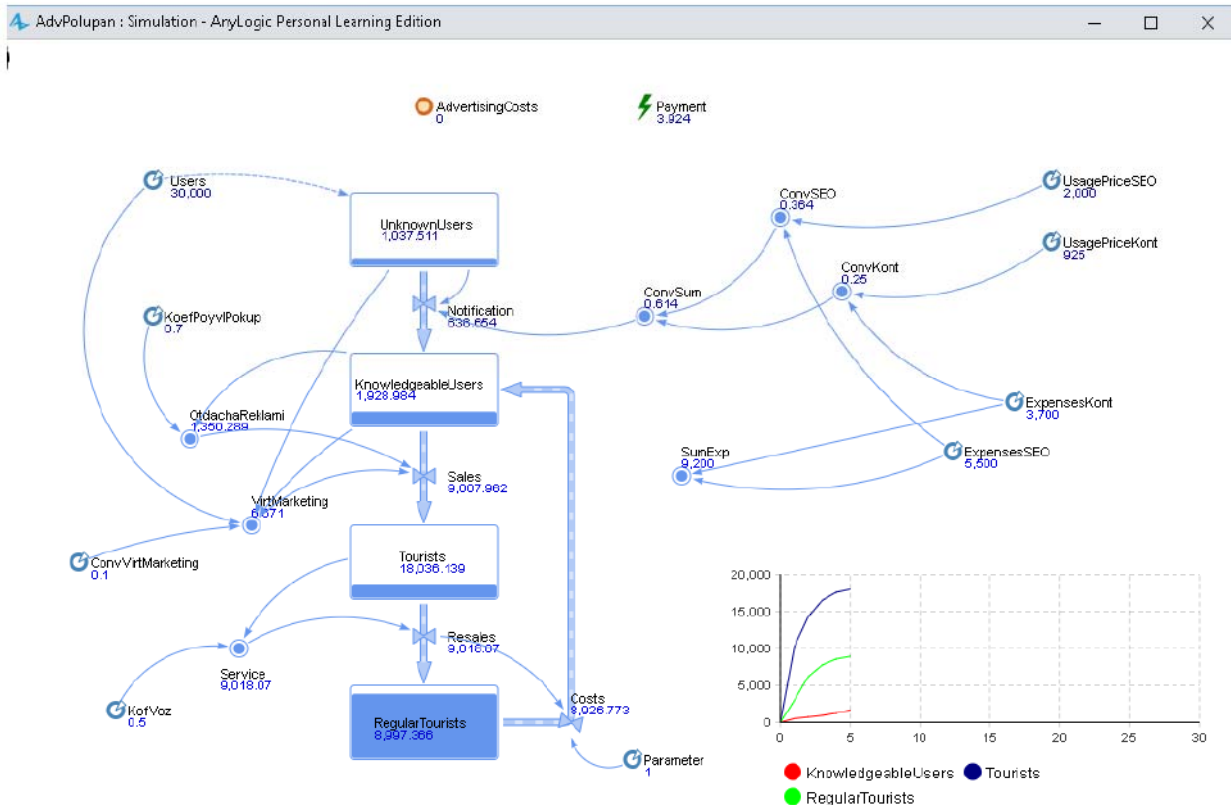 AdvPolupan : Simulation - AnyLogic Personal Learning Edition
AdvertisingCosts
0
Payment
3.924
Users
30,000
UnknownUsers
1,037.511
ConvSEO
0.364
UsagePriceSEO
2,000
UsagePriceKont
925
ConvKont
0.25
ConvSum
0.614
Notification
636.654
KoefPoyvlPokup
0.7
KnowledgeableUsers
1,928.984
OtdachaReklami
1,350.289
ExpensesKont
3,700
ExpensesSEO
5,500
SumExp
9,200
Sales
9,007.962
VirtMarketing
6.671
ConvVirtMarketing
0.1
Tourists
18,036.139
Resales
9,018.07
Service
9,018.07
KofVoz
0.5
RegularTourists
8,997.366
Costs
8,926.773
Parameter
1
20,000
15,000
10,000
5,000
0
0 5 10 15 20 25 30
KnowledgeableUsers Tourists
RegularTourists